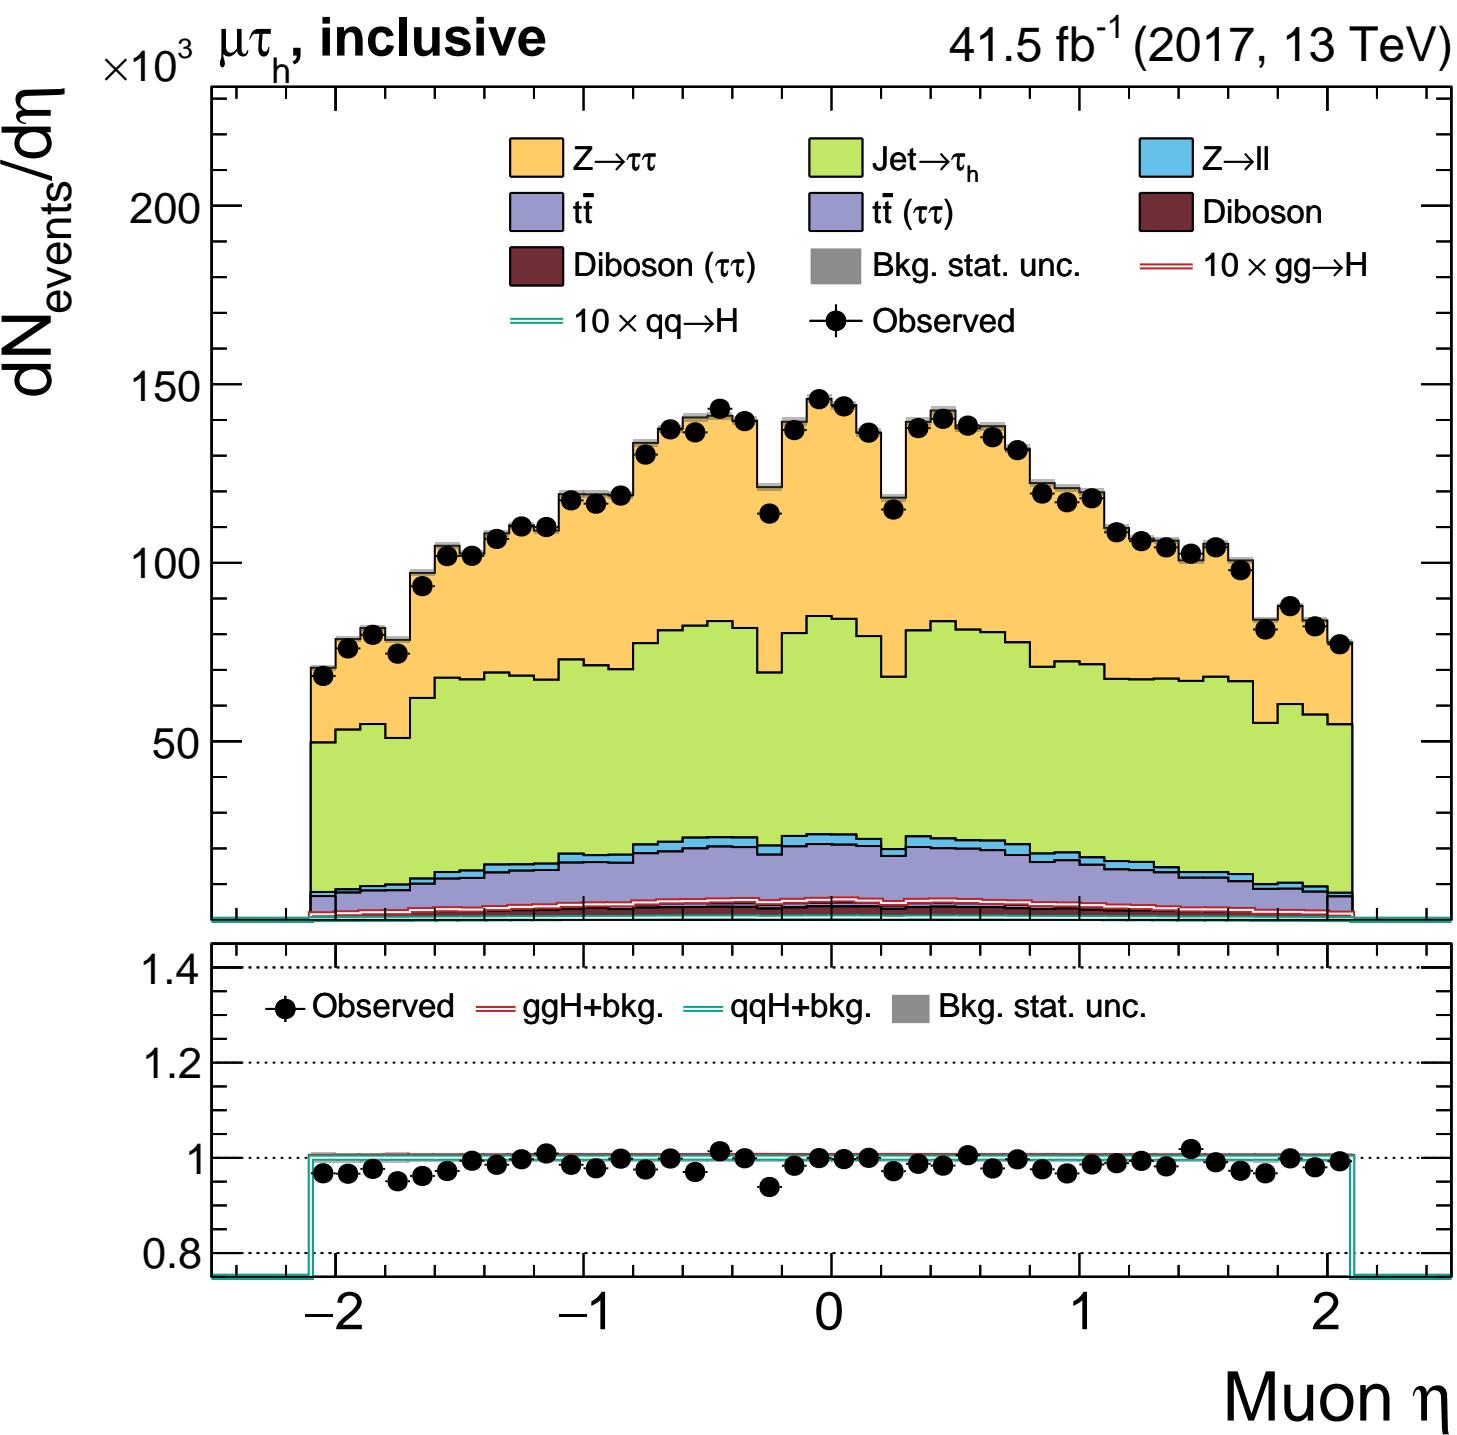 ×10³ μτh, inclusive 41.5 fb⁻¹ (2017, 13 TeV)
dNevents/dη
Z→ττ Jet→τh Z→ll
tt̄ tt̄ (ττ) Diboson
Diboson (ττ) Bkg. stat. unc. 10 × gg→H
10 × qq→H Observed
200
150
100
50
1.4
Observed ggH+bkg. qqH+bkg. Bkg. stat. unc.
1.2
1
0.8
−2 −1 0 1 2
Muon η